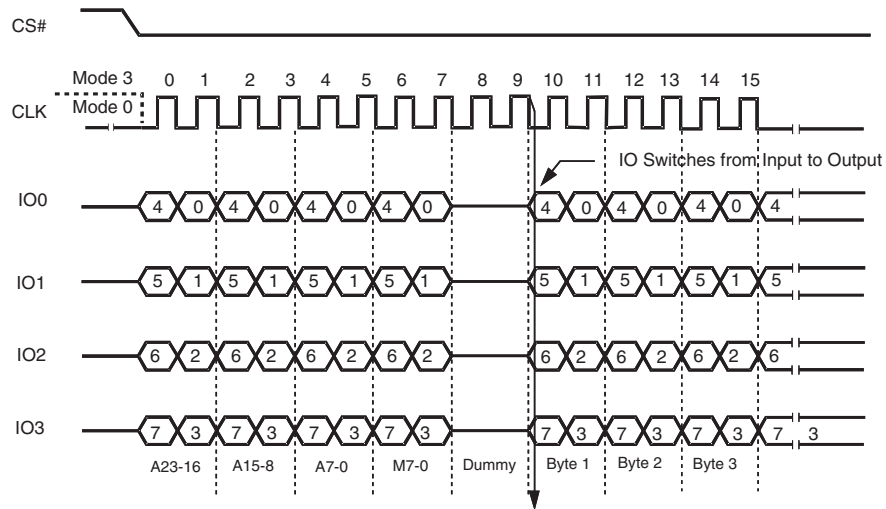 CS#
Mode 3 0 1 2 3 4 5 6 7 8 9 10 11 12 13 14 15
CLK Mode 0
IO Switches from Input to Output
IO0 4 0 4 0 4 0 4 0 4 0 4 0 4 0 4
IO1 5 1 5 1 5 1 5 1 5 1 5 1 5 1 5
IO2 6 2 6 2 6 2 6 2 6 2 6 2 6 2 6
IO3 7 3 7 3 7 3 7 3 7 3 7 3 7 3 7 3
A23-16 A15-8 A7-0 M7-0 Dummy Byte 1 Byte 2 Byte 3